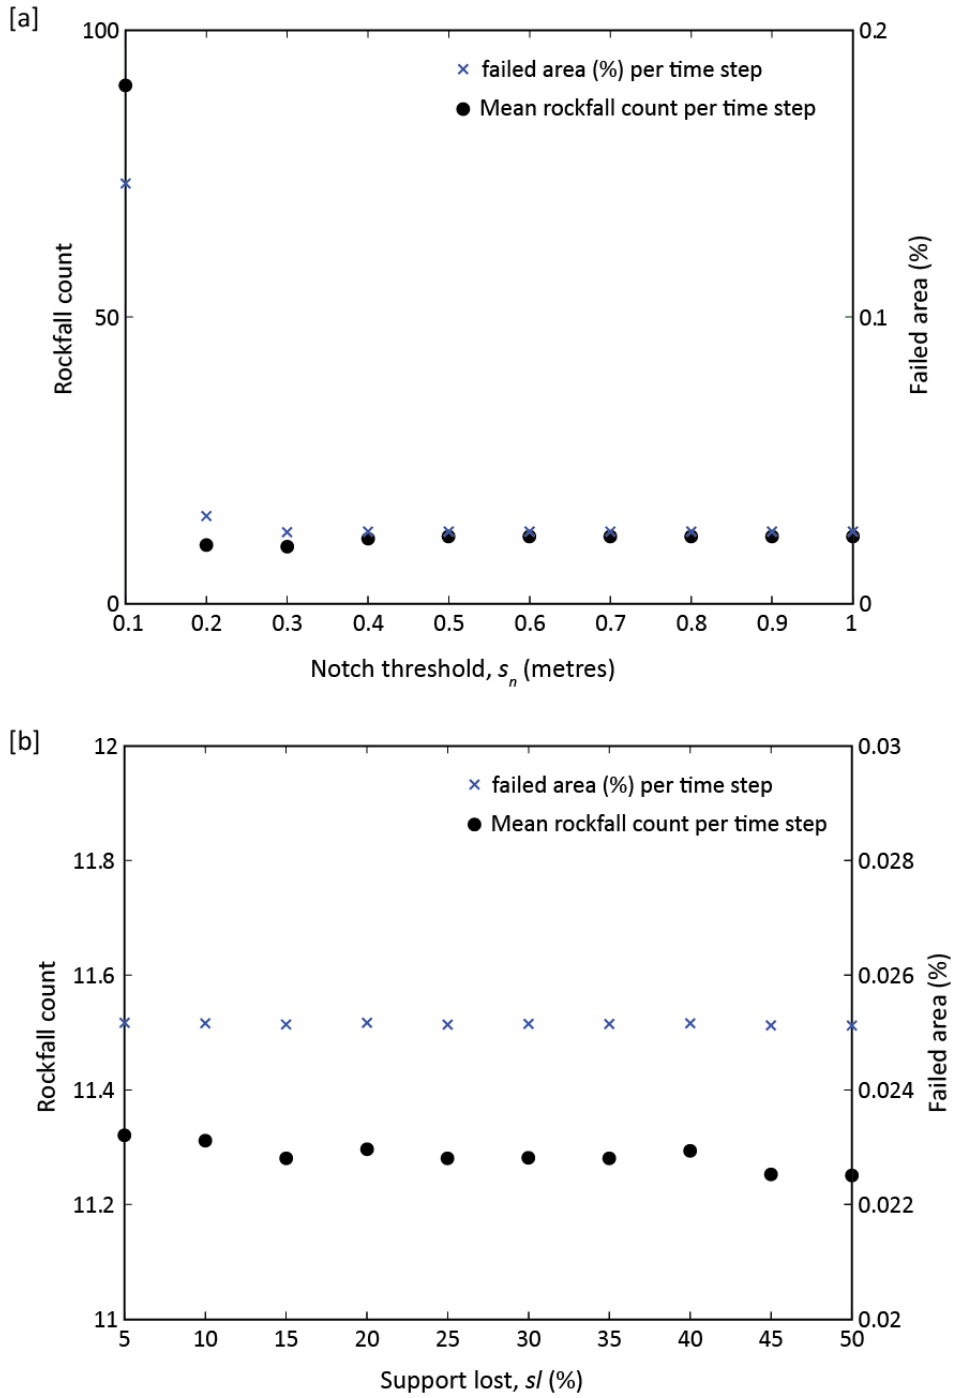 [a]
100
50
0
Rockfall count
0.2
0.1
0
Failed area (%)
× failed area (%) per time step
● Mean rockfall count per time step
0.1 0.2 0.3 0.4 0.5 0.6 0.7 0.8 0.9 1
Notch threshold, sₙ (metres)
[b]
12
11.8
11.6
11.4
11.2
11
Rockfall count
0.03
0.028
0.026
0.024
0.022
0.02
Failed area (%)
× failed area (%) per time step
● Mean rockfall count per time step
5 10 15 20 25 30 35 40 45 50
Support lost, sl (%)